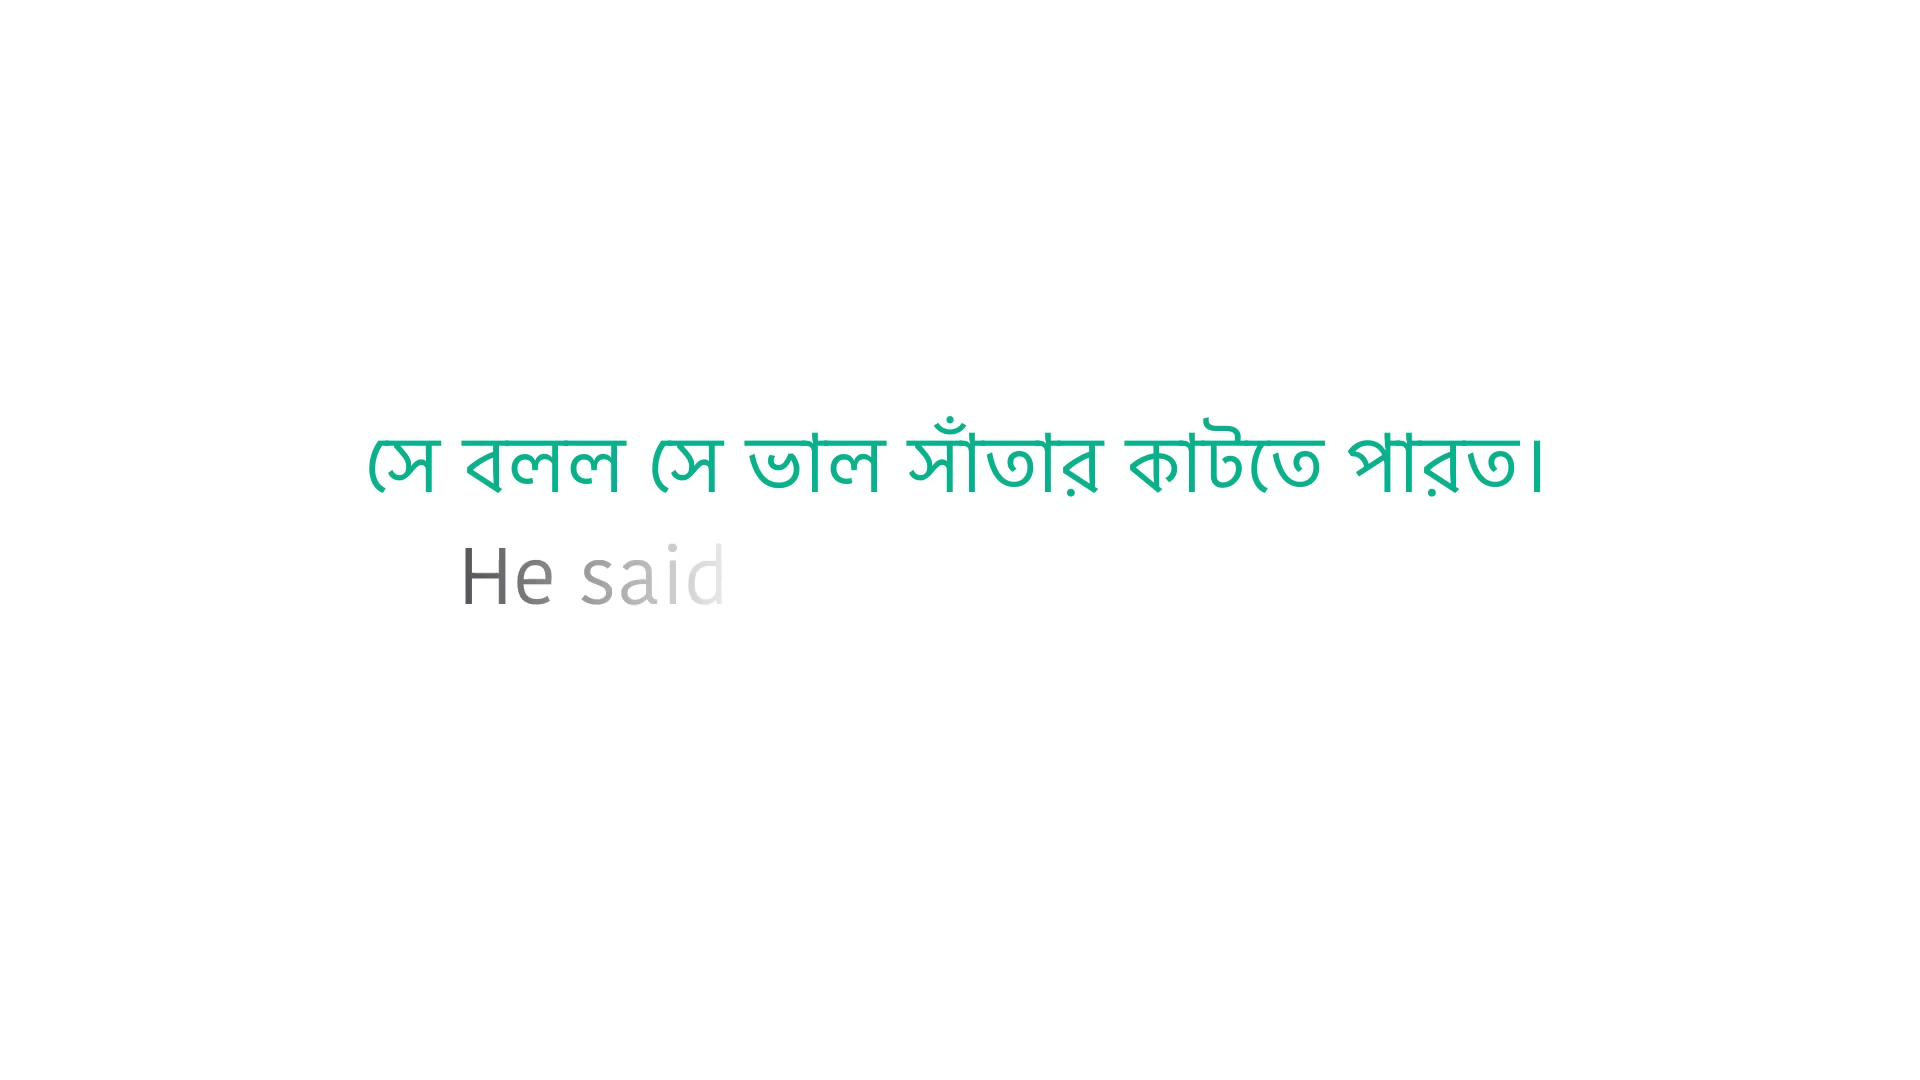 সে বলল সে ভাল সাঁতার কাটতে পারত।
He said